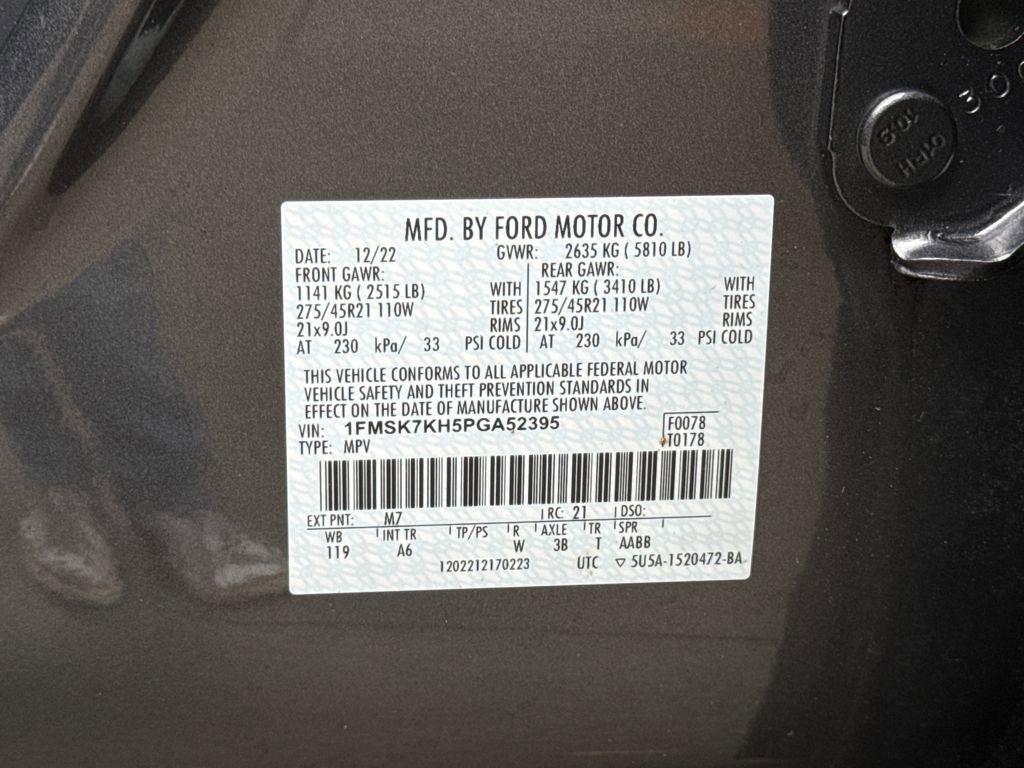 390
10.9
OTFH
MFD. BY FORD MOTOR CO.
DATE: 12/22 GVWR: 2635 KG ( 5810 LB)
FRONT GAWR: REAR GAWR:
1141 KG ( 2515 LB) WITH 1547 KG ( 3410 LB) WITH
275/45R21 110W TIRES 275/45R21 110W TIRES
21x9.0J RIMS 21x9.0J RIMS
AT 230 kPa/ 33 PSI COLD AT 230 kPa/ 33 PSI COLD
THIS VEHICLE CONFORMS TO ALL APPLICABLE FEDERAL MOTOR
VEHICLE SAFETY AND THEFT PREVENTION STANDARDS IN
EFFECT ON THE DATE OF MANUFACTURE SHOWN ABOVE.
VIN: 1FMSK7KH5PGA52395 F0078
TYPE: MPV T0178
EXT PNT: M7 RC: 21 DSO:
WB INT TR TP/PS R AXLE TR SPR
119 A6 W 3B T AABB
1202212170223 UTC ▽ 5U5A-1520472-BA